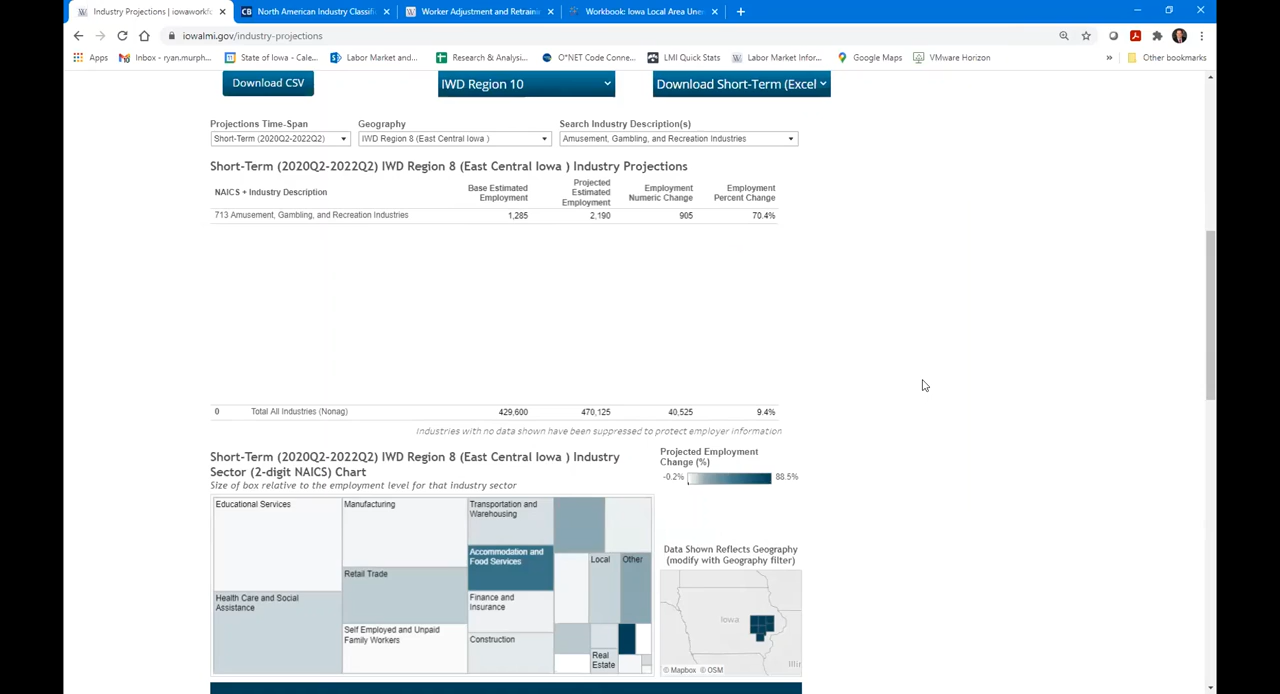 Industry Projections | iowaworkf
North American Industry Classifi
Worker Adjustment and Retraini
Workbook: Iowa Local Area Une
iowalmi.gov/industry-projections
Apps
Inbox - ryan.murph...
State of Iowa - Cale...
Labor Market and...
Research & Analysi...
O*NET Code Conne...
LMI Quick Stats
Labor Market Infor...
Google Maps
VMware Horizon
»
Other bookmarks
Download CSV
IWD Region 10
Download Short-Term (Excel
Projections Time-Span
Geography
Search Industry Description(s)
Short-Term (2020Q2-2022Q2)
IWD Region 8 (East Central Iowa )
Amusement, Gambling, and Recreation Industries
Short-Term (2020Q2-2022Q2) IWD Region 8 (East Central Iowa ) Industry Projections
NAICS + Industry Description
Base Estimated
Employment
Projected
Estimated
Employment
Employment
Numeric Change
Employment
Percent Change
713 Amusement, Gambling, and Recreation Industries 1,285 2,190 905 70.4%
0 Total All Industries (Nonag) 429,600 470,125 40,525 9.4%
Industries with no data shown have been suppressed to protect employer information
Short-Term (2020Q2-2022Q2) IWD Region 8 (East Central Iowa ) Industry
Sector (2-digit NAICS) Chart
Size of box relative to the employment level for that industry sector
Projected Employment
Change (%)
-0.2% 88.5%
Educational Services
Health Care and Social
Assistance
Manufacturing
Retail Trade
Self Employed and Unpaid
Family Workers
Transportation and
Warehousing
Accommodation and
Food Services
Finance and
Insurance
Construction
Local
Other
Real
Estate
Data Shown Reflects Geography
(modify with Geography filter)
Iowa
Illi
© Mapbox © OSM